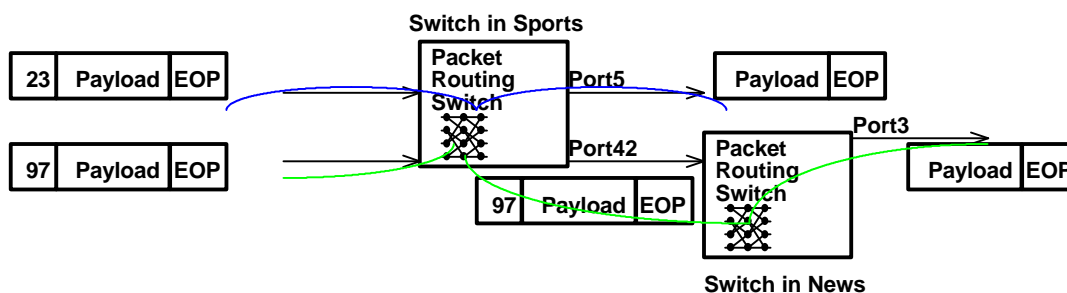 Switch in Sports
23 Payload EOP
Packet
Routing
Switch
Port5
Payload EOP
97 Payload EOP
Port42
97 Payload EOP
Packet
Routing
Switch
Port3
Payload EOP
Switch in News